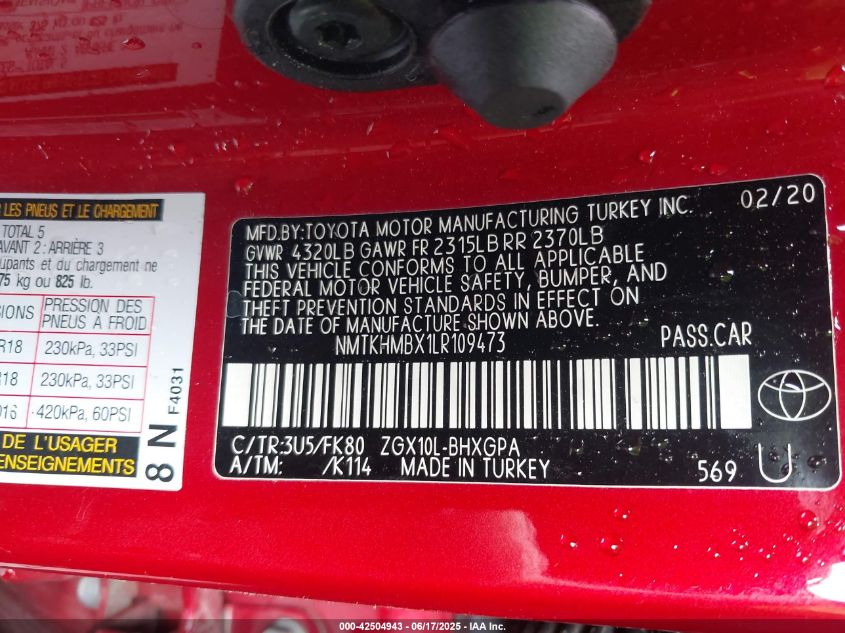 LES PNEUS ET LE CHARGEMENT
TOTAL 5
AVANT 2 : ARRIÈRE 3
upants et du chargement ne
75 kg ou 825 lb.
SIONS PRESSION DES PNEUS À FROID
R18 230kPa, 33PSI
R18 230kPa, 33PSI
016 420kPa, 60PSI
DE L'USAGER
ENSEIGNEMENTS
8 N F4031
MFD.BY:TOYOTA MOTOR MANUFACTURING TURKEY INC. 02/20
GVWR 4320LB GAWR FR 2315LB RR 2370LB
THIS VEHICLE CONFORMS TO ALL APPLICABLE
FEDERAL MOTOR VEHICLE SAFETY, BUMPER, AND
THEFT PREVENTION STANDARDS IN EFFECT ON
THE DATE OF MANUFACTURE SHOWN ABOVE.
NMTKHMBX1LR109473 PASS.CAR
C/TR:3U5/FK80 ZGX10L-BHXGPA
A/TM: /K114 MADE IN TURKEY 569 U
000-42504943 - 06/17/2025 - IAA Inc.